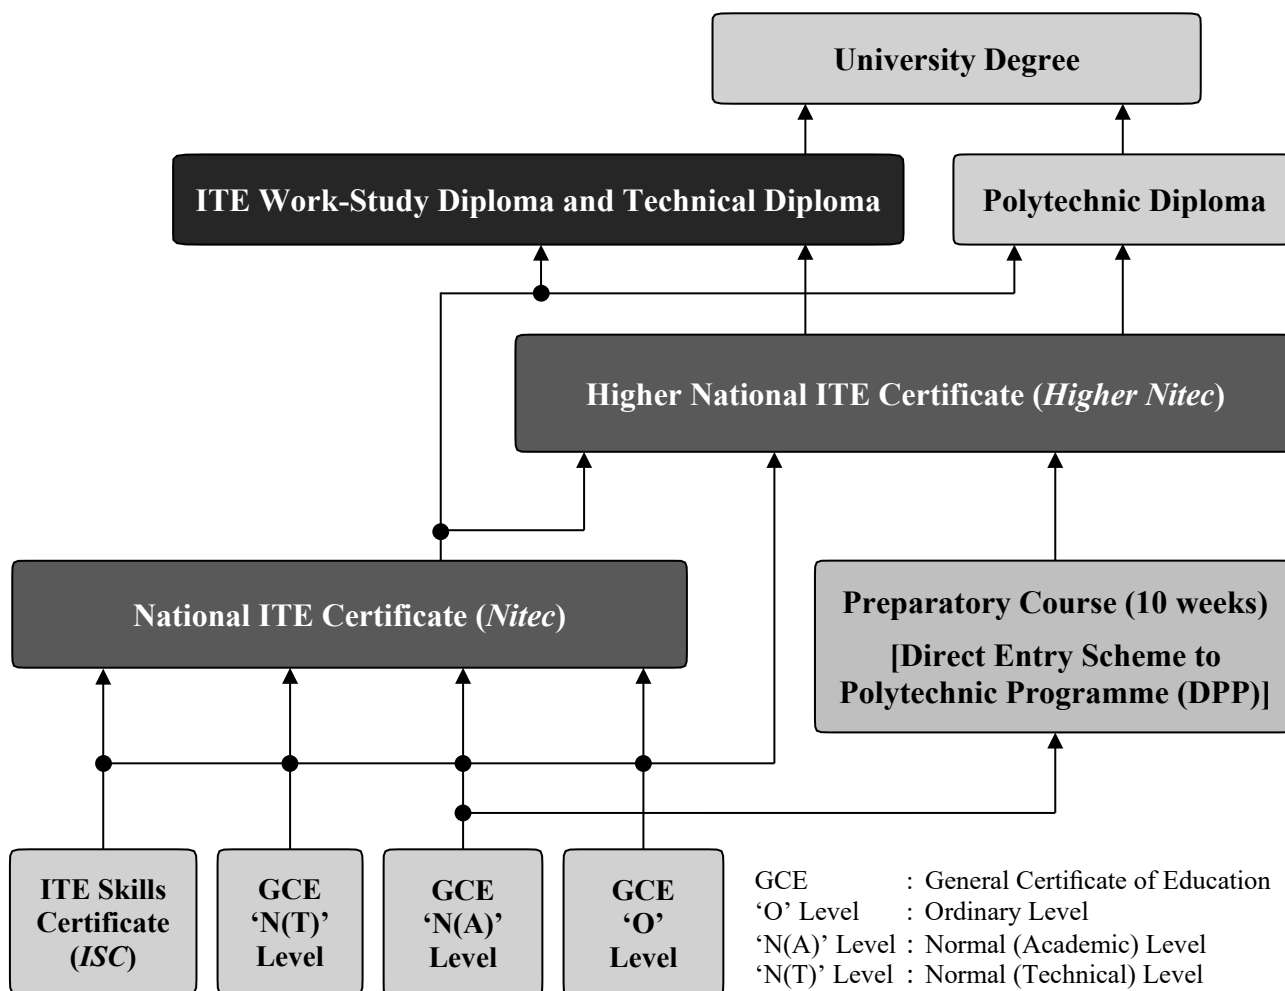 University Degree
ITE Work-Study Diploma and Technical Diploma
Polytechnic Diploma
Higher National ITE Certificate (Higher Nitec)
National ITE Certificate (Nitec)
Preparatory Course (10 weeks)
[Direct Entry Scheme to
Polytechnic Programme (DPP)]
ITE Skills
Certificate
(ISC)
GCE
‘N(T)’
Level
GCE
‘N(A)’
Level
GCE
‘O’
Level
GCE : General Certificate of Education
‘O’ Level : Ordinary Level
‘N(A)’ Level : Normal (Academic) Level
‘N(T)’ Level : Normal (Technical) Level